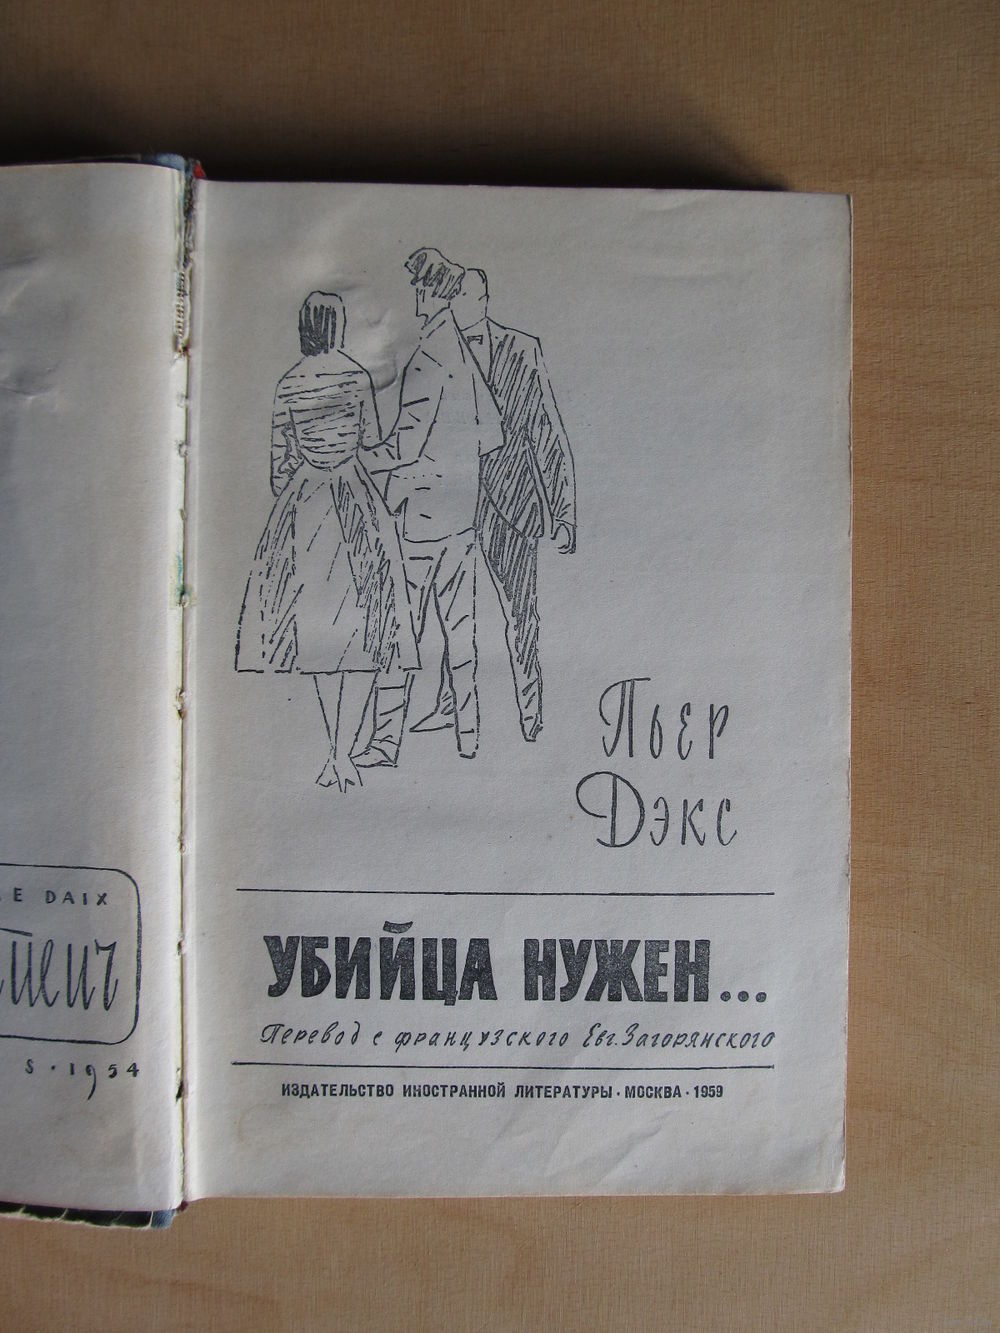 E DAIX
S · 1954
Пьер
Дэкс
УБИЙЦА НУЖЕН...
Перевод с французского Евг. Загорянского
ИЗДАТЕЛЬСТВО ИНОСТРАННОЙ ЛИТЕРАТУРЫ · МОСКВА · 1959